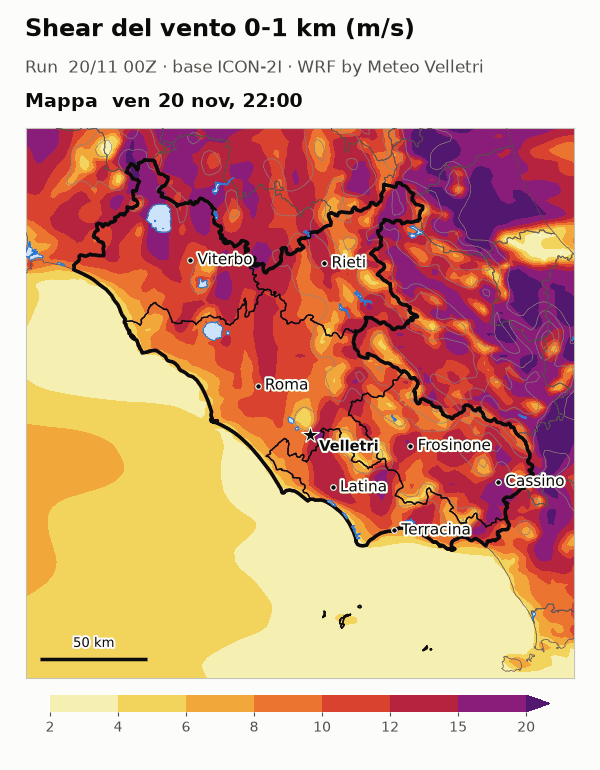 Shear del vento 0-1 km (m/s)
Run  20/11 00Z · base ICON-2I · WRF by Meteo Velletri
Mappa  ven 20 nov, 22:00
Viterbo
Rieti
Roma
Velletri
Frosinone
Cassino
Latina
Terracina
50 km
2 4 6 8 10 12 15 20